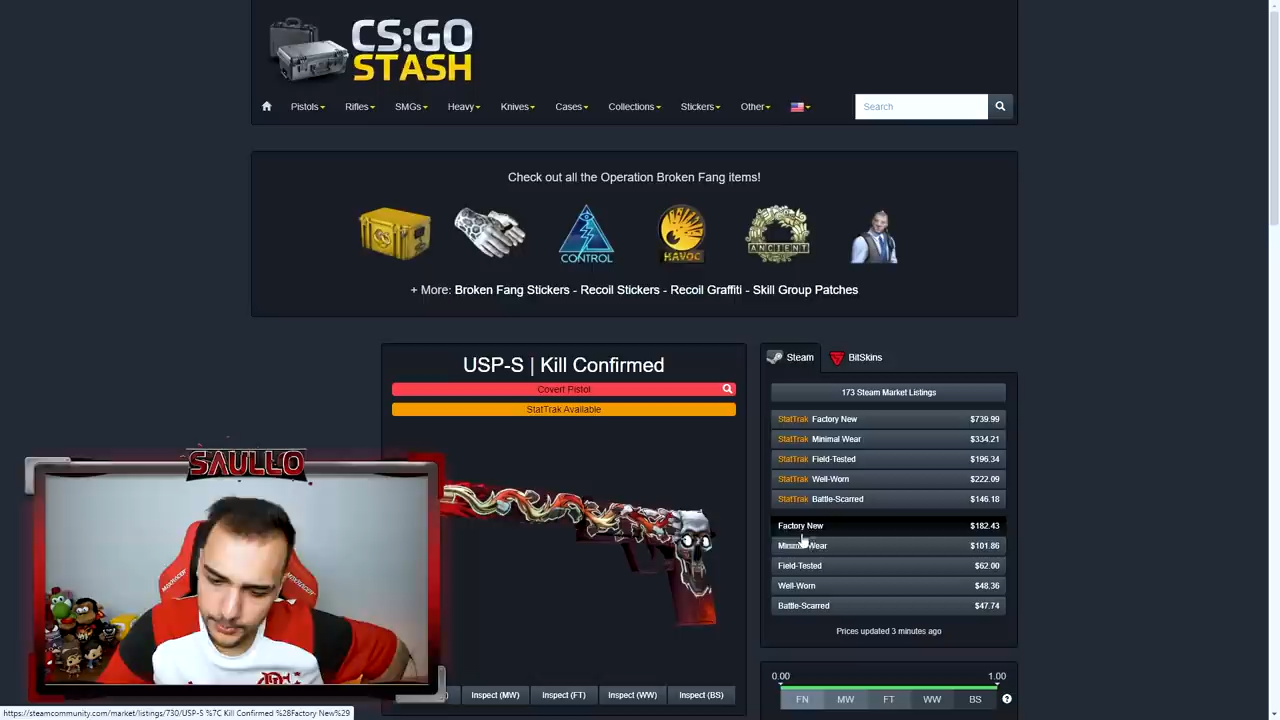 CS:GO
STASH
Pistols
Rifles
SMGs
Heavy
Knives
Cases
Collections
Stickers
Other
Search
Check out all the Operation Broken Fang items!
CONTROL
HAVOC
ANCIENT
+ More: Broken Fang Stickers - Recoil Stickers - Recoil Graffiti - Skill Group Patches
USP-S | Kill Confirmed
Covert Pistol
StatTrak Available
Steam
BitSkins
173 Steam Market Listings
StatTrak Factory New $739.99
StatTrak Minimal Wear $334.21
StatTrak Field-Tested $196.34
StatTrak Well-Worn $222.09
StatTrak Battle-Scarred $146.18
Factory New $182.43
Minimal Wear $101.86
Field-Tested $62.00
Well-Worn $48.36
Battle-Scarred $47.74
Prices updated 3 minutes ago
0.00 1.00
FN MW FT WW BS
SAULLO
MAXRACER
Inspect (MW)
Inspect (FT)
Inspect (WW)
Inspect (BS)
https://steamcommunity.com/market/listings/730/USP-S %7C Kill Confirmed %28Factory New%29